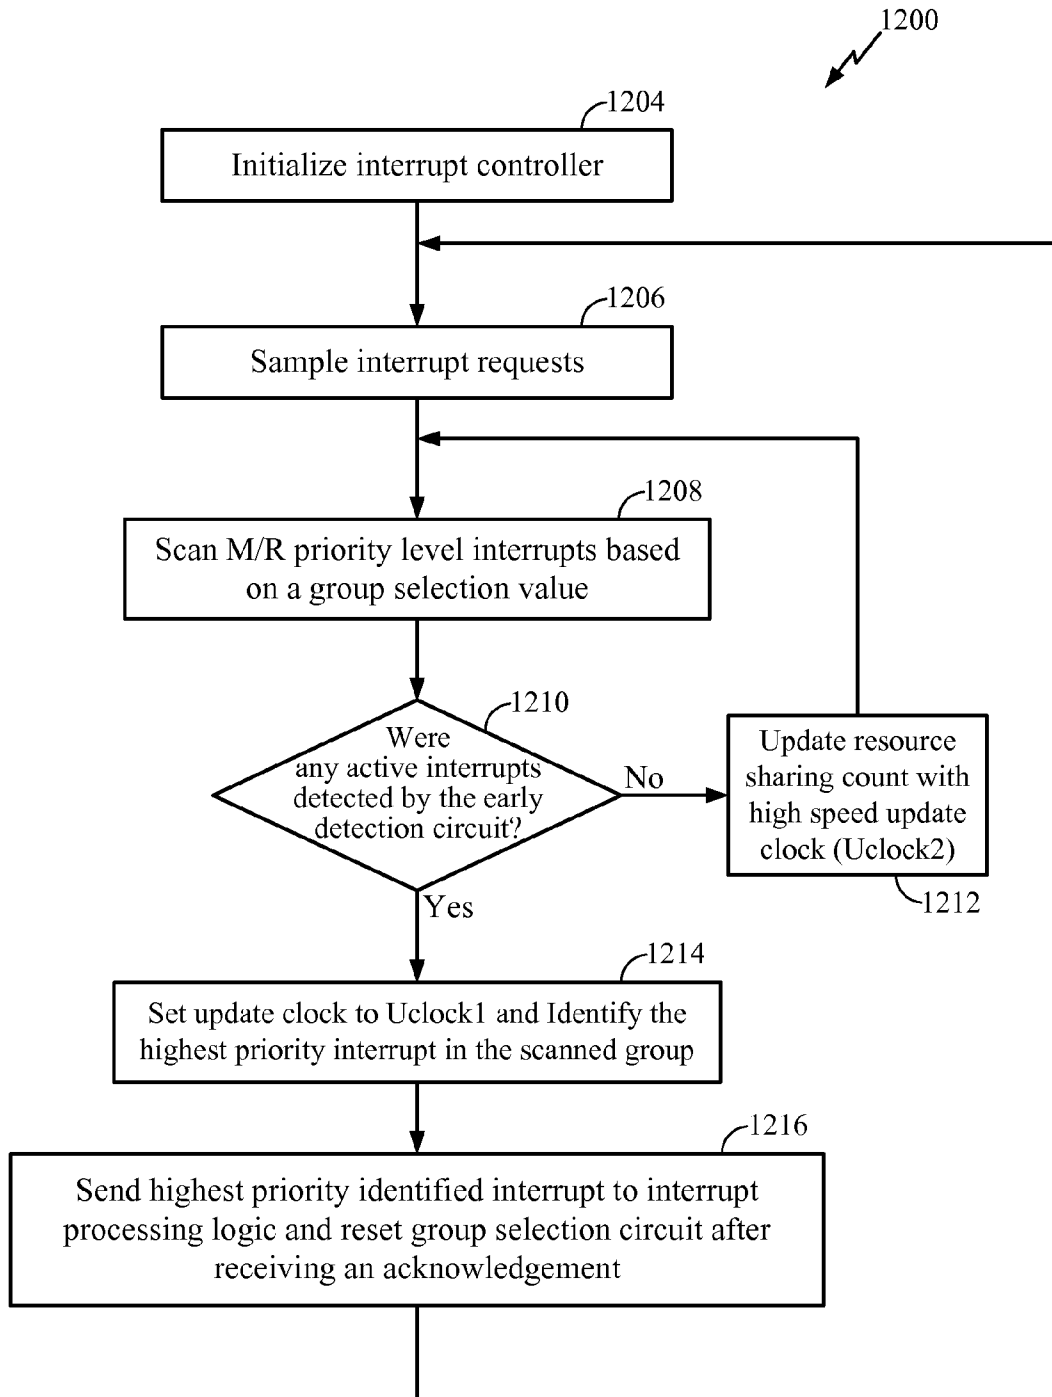 1200
1204
Initialize interrupt controller
1206
Sample interrupt requests
1208
Scan M/R priority level interrupts based
on a group selection value
1210
Were
any active interrupts
detected by the early
detection circuit?
No
Update resource
sharing count with
high speed update
clock (Uclock2)
1212
Yes
1214
Set update clock to Uclock1 and Identify the
highest priority interrupt in the scanned group
1216
Send highest priority identified interrupt to interrupt
processing logic and reset group selection circuit after
receiving an acknowledgement